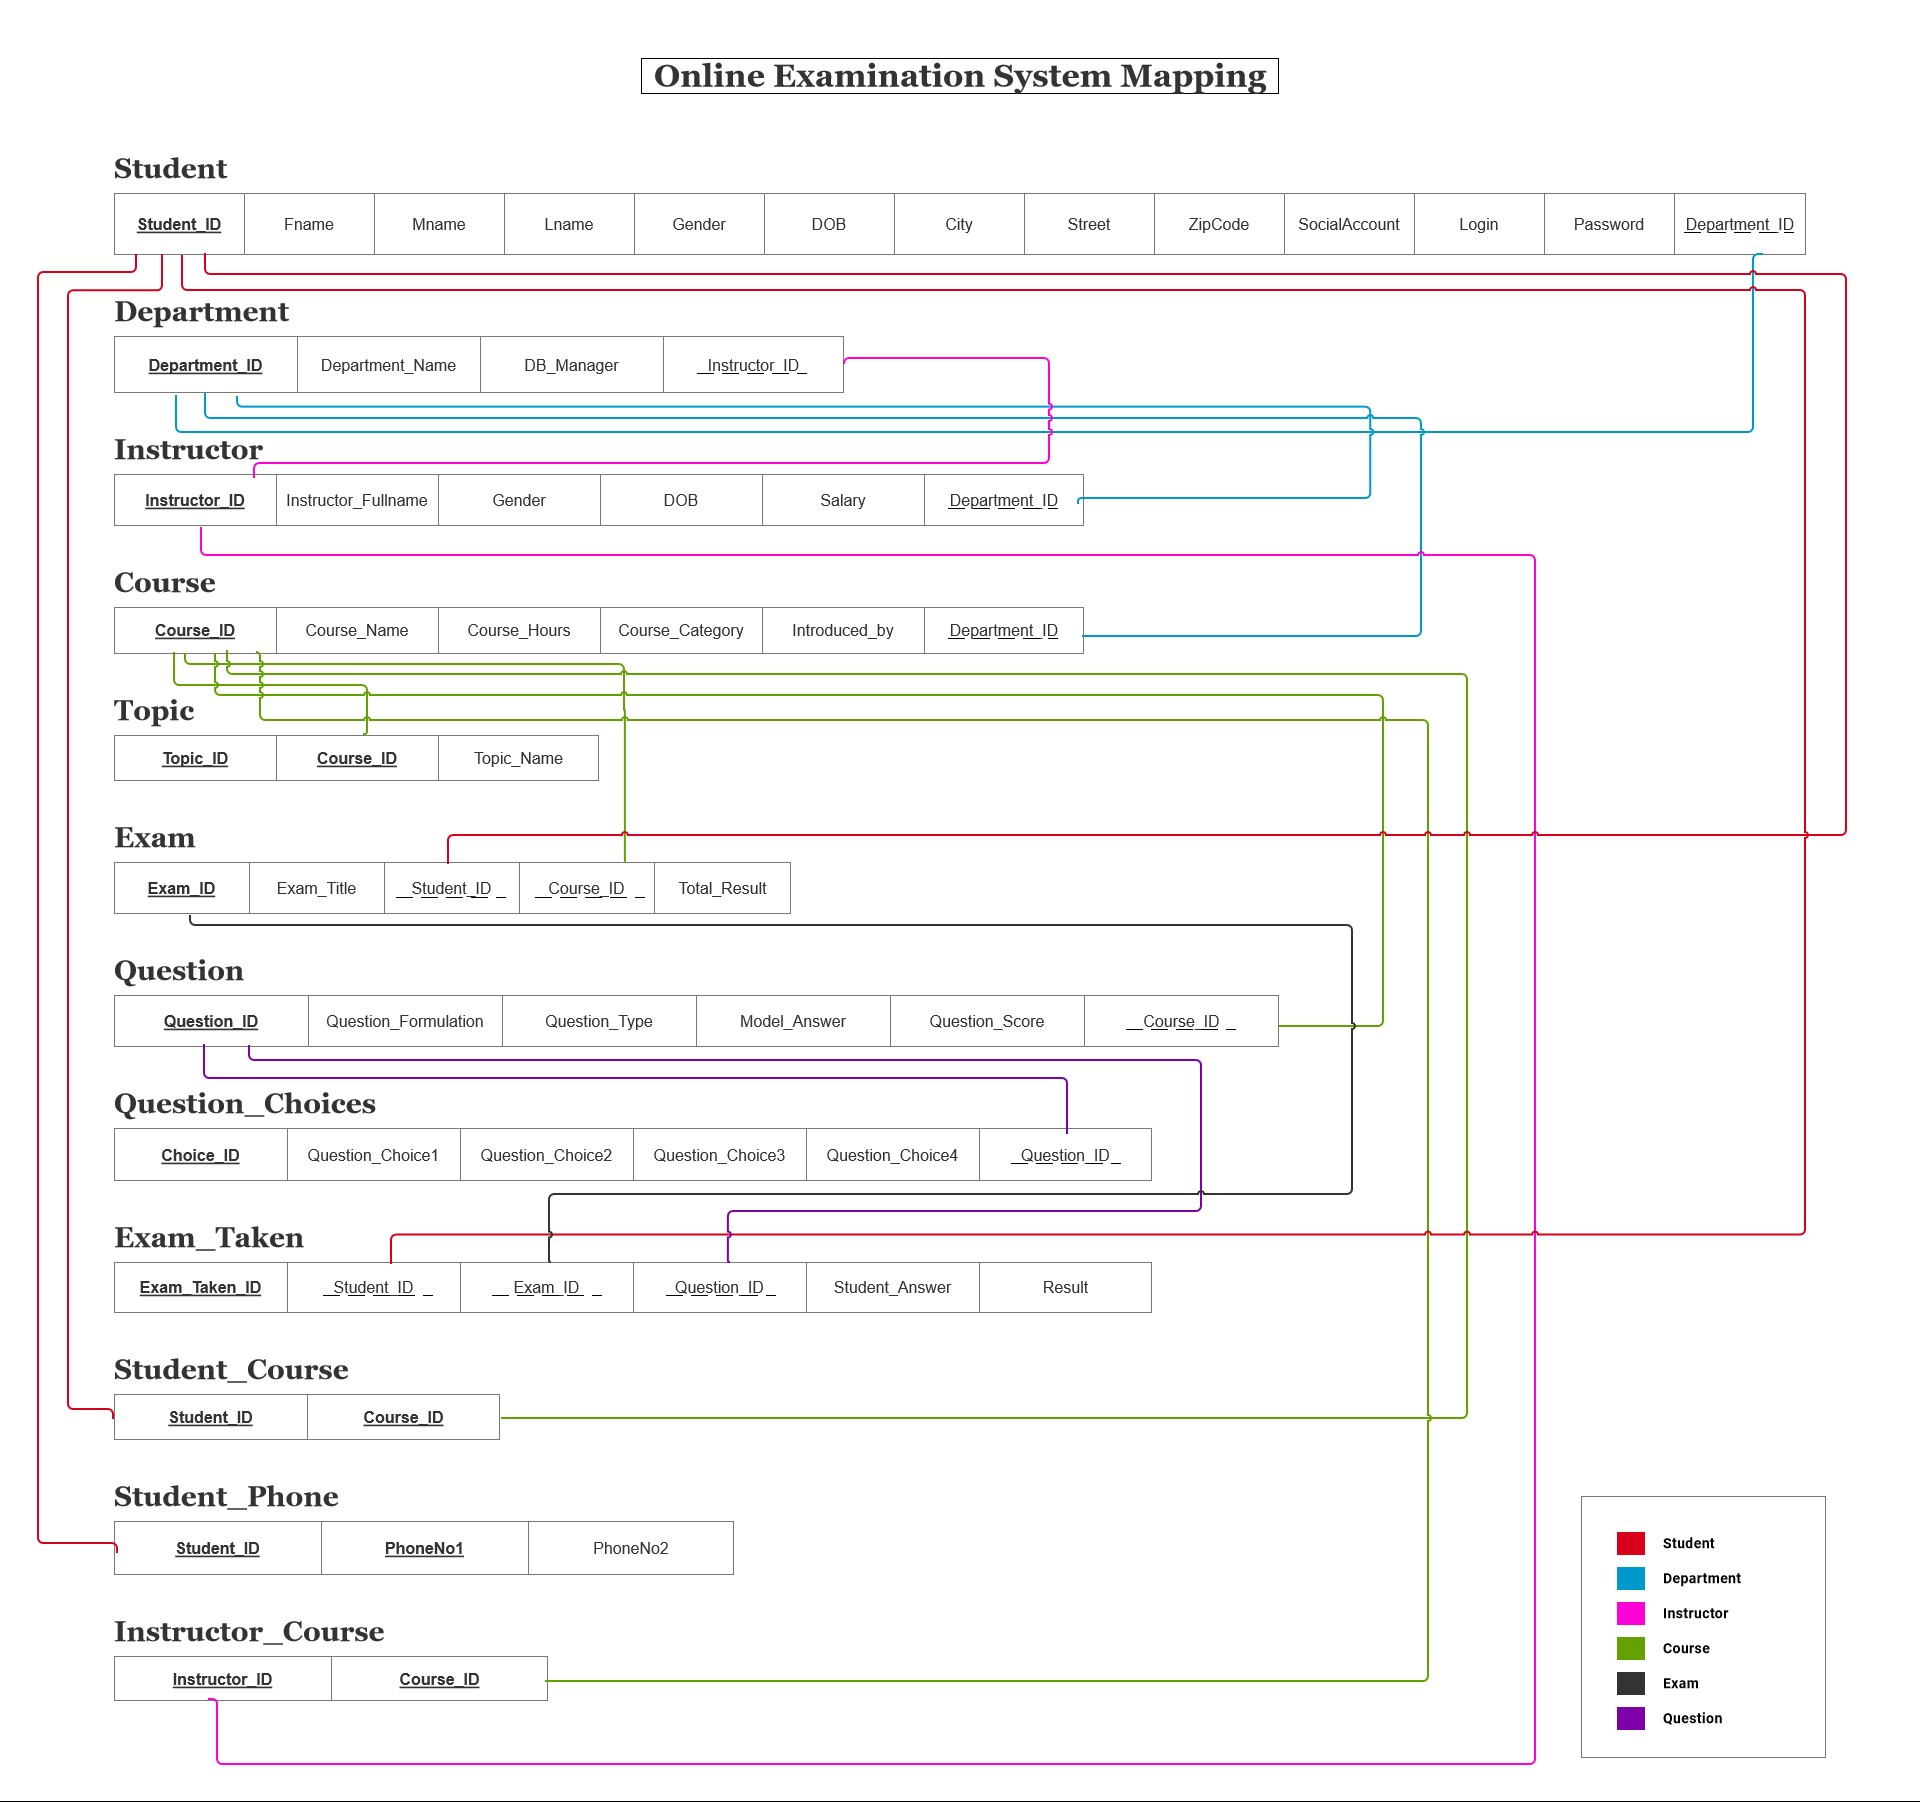 Online Examination System Mapping
Student
Student_ID Fname Mname Lname Gender DOB City Street ZipCode SocialAccount Login Password Department_ID
Department
Department_ID Department_Name DB_Manager Instructor_ID
Instructor
Instructor_ID Instructor_Fullname Gender DOB Salary Department_ID
Course
Course_ID Course_Name Course_Hours Course_Category Introduced_by Department_ID
Topic
Topic_ID Course_ID Topic_Name
Exam
Exam_ID Exam_Title Student_ID Course_ID Total_Result
Question
Question_ID Question_Formulation Question_Type Model_Answer Question_Score Course_ID
Question_Choices
Choice_ID Question_Choice1 Question_Choice2 Question_Choice3 Question_Choice4 Question_ID
Exam_Taken
Exam_Taken_ID Student_ID Exam_ID Question_ID Student_Answer Result
Student_Course
Student_ID Course_ID
Student_Phone
Student_ID PhoneNo1 PhoneNo2
Instructor_Course
Instructor_ID Course_ID
Student
Department
Instructor
Course
Exam
Question